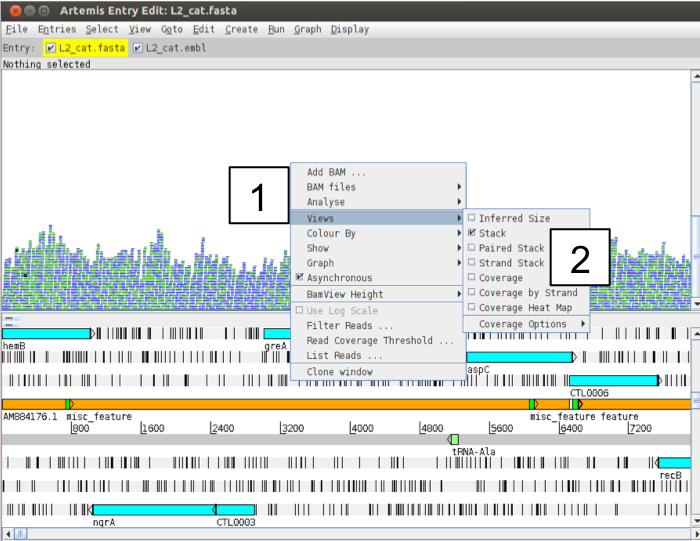 Artemis Entry Edit: L2_cat.fasta
File Entries Select View Goto Edit Create Run Graph Display
Entry: L2_cat.fasta L2_cat.embl
Nothing selected
1
Add BAM ...
BAM files
Analyse
Views
Colour By
Show
Graph
Asynchronous
BamView Height
Use Log Scale
Filter Reads ...
Read Coverage Threshold ...
List Reads ...
Clone window
2
Inferred Size
Stack
Paired Stack
Strand Stack
Coverage
Coverage by Strand
Coverage Heat Map
Coverage Options
hemB greA aspC
CTL0006
AM884176.1 misc_feature misc_feature feature
800 1600 2400 3200 4000 4800 5600 6400 7200
tRNA-Ala
recB
nqrA CTL0003